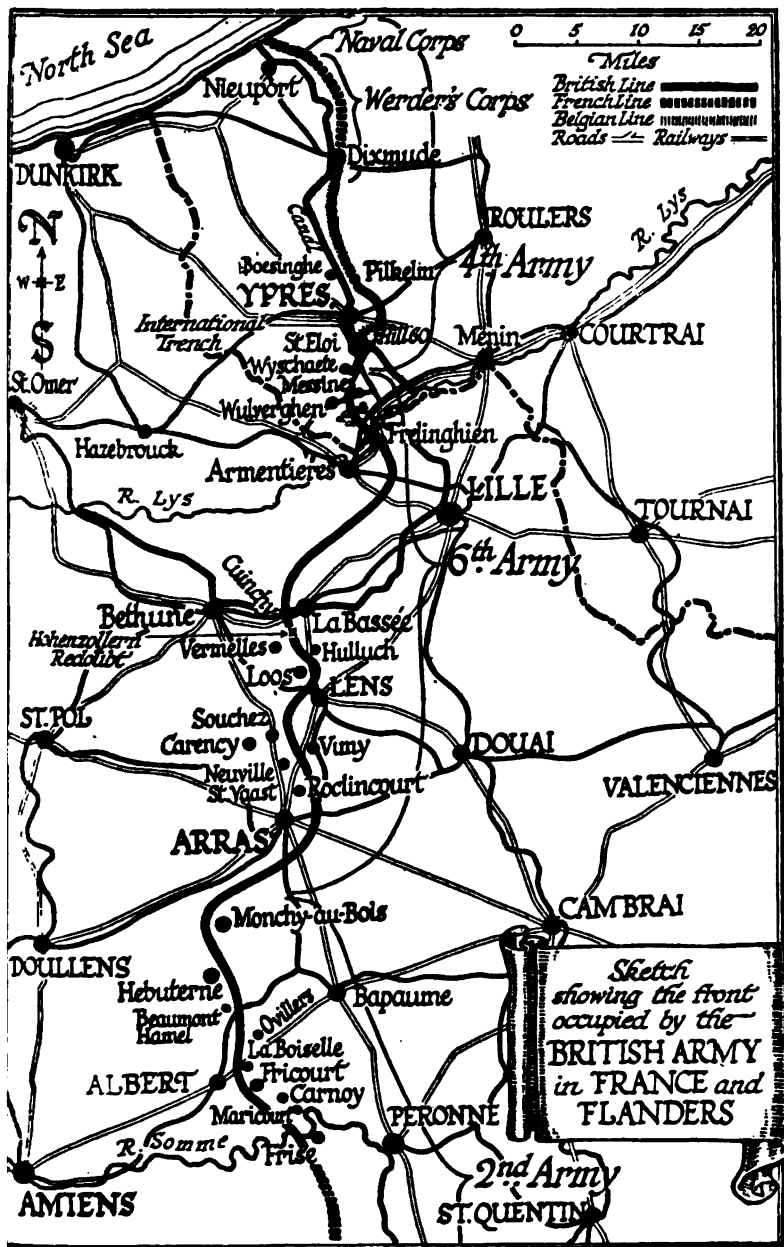 North Sea
Naval Corps
Werder's Corps
0 5 10 15 20
Miles
British Line
French Line
Belgian Line
Roads Railways
Nieuport
Dixmude
DUNKIRK
N
W E
S
Canal
ROULERS
R. Lys
4th Army
Boesinghe
Pilkelm
YPRES
International
Trench
Hill 60
St. Eloi
Menin
COURTRAI
Wyschaete
Messines
St. Omer
Wulverghen
Hazebrouck
Frelinghien
Armentieres
R. Lys
LILLE
TOURNAI
6th. Army
Cuinchy
Bethune
La Bassée
Hohenzollern
Redoubt
Vermelles
Hulluch
Loos
LENS
ST. POL
Souchez
Carency
Vimy
DOUAI
Neuville
St. Vaast
Roclincourt
VALENCIENNES
ARRAS
Monchy-au-Bois
CAMBRAI
DOULLENS
Hebuterne
Beaumont
Hamel
Ovillers
Bapaume
Sketch
showing the front
occupied by the
BRITISH ARMY
in FRANCE and
FLANDERS
La Boiselle
ALBERT
Fricourt
Carnoy
Maricourt
PERONNE
R. Somme
Frise
2nd. Army
AMIENS
ST. QUENTIN